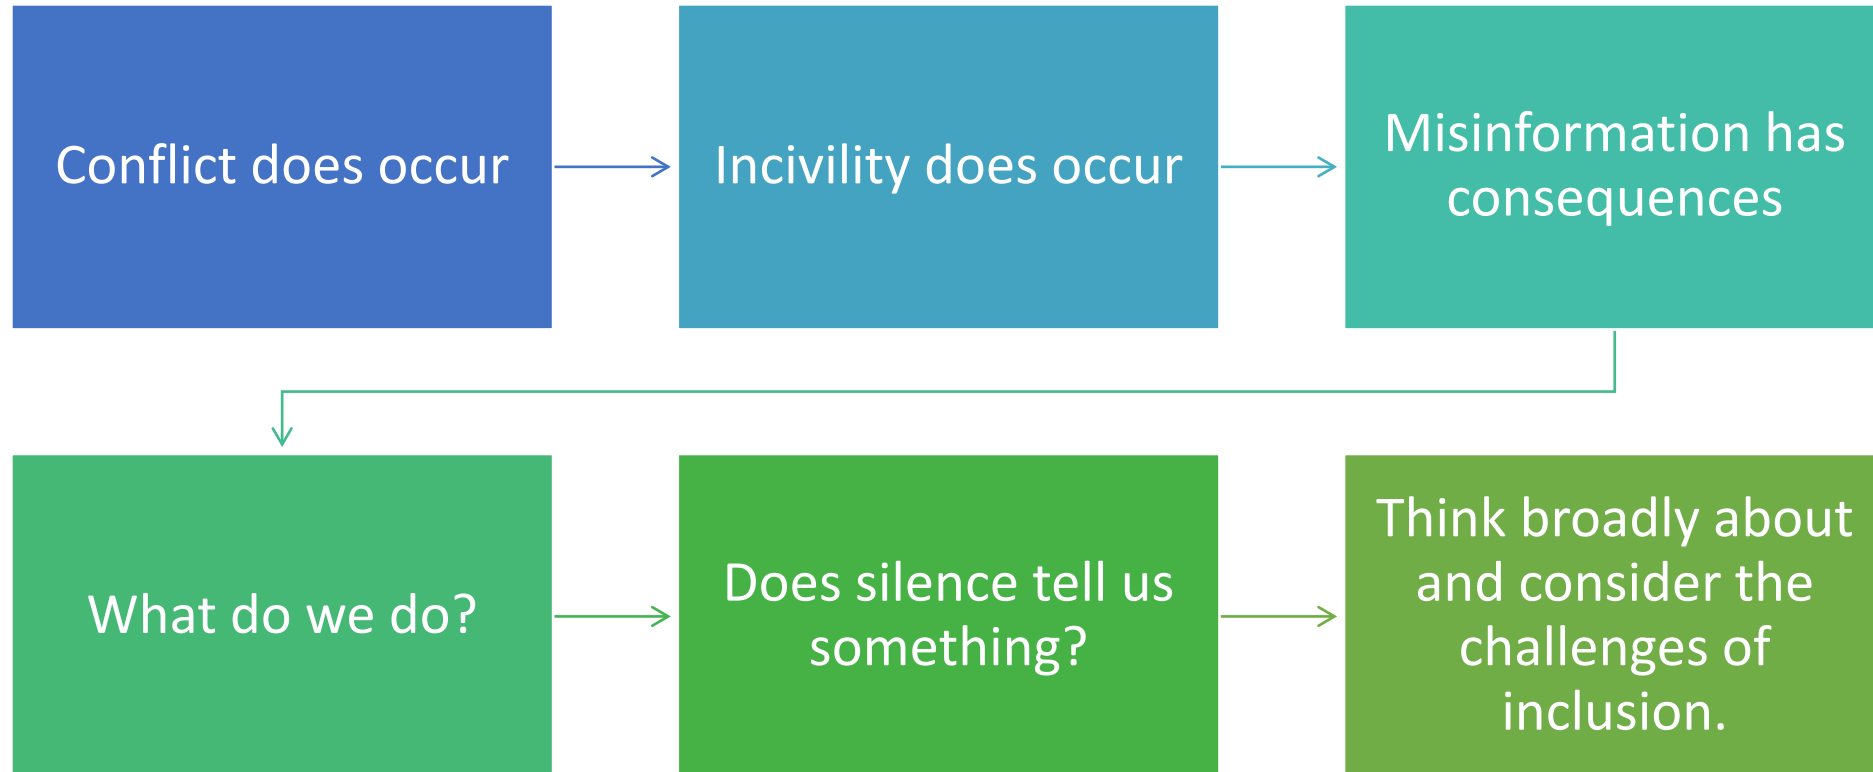 Conflict does occur
Incivility does occur
Misinformation has
consequences
What do we do?
Does silence tell us
something?
Think broadly about
and consider the
challenges of
inclusion.